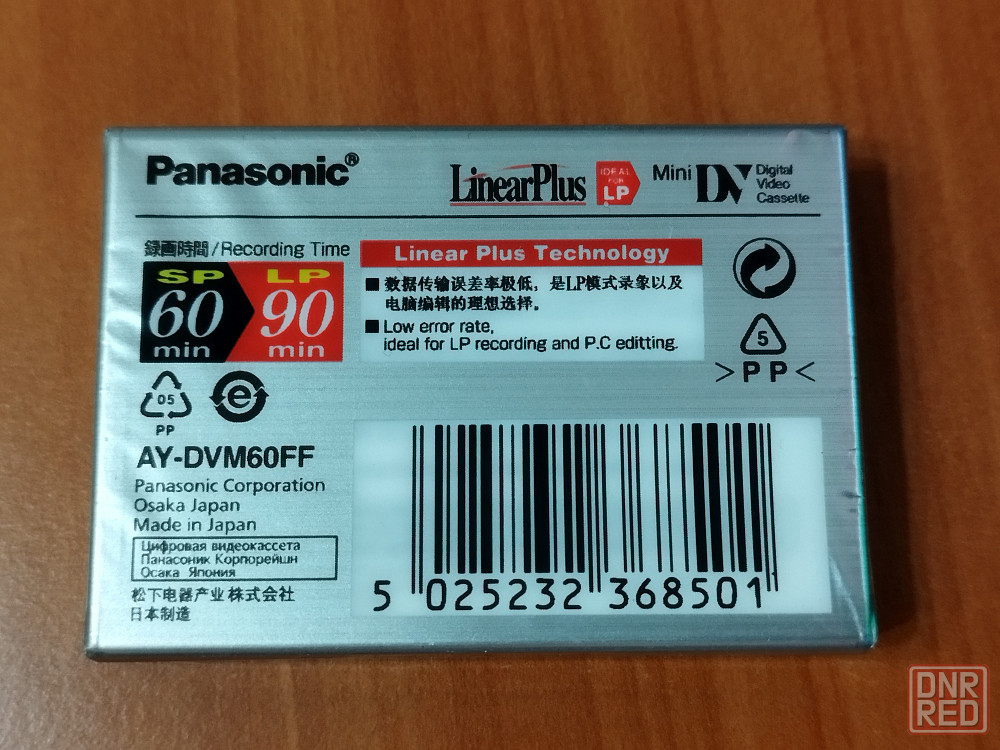 Panasonic®
LinearPlus
IDEAL
FOR
LP
Mini DV
Digital
Video
Cassette
録画時間/Recording Time
SP
60
min
LP
90
min
Linear Plus Technology
■ 数据传输误差率极低，是LP模式录象以及
电脑编辑的理想选择。
■ Low error rate,
ideal for LP recording and P.C editting.
5
>PP<
05
PP
e
AY-DVM60FF
Panasonic Corporation
Osaka Japan
Made in Japan
Цифровая видеокассета
Панасоник Корпорейшн
Осака Япония
松下电器产业株式会社
日本制造
5 025232 368501
DNR
RED